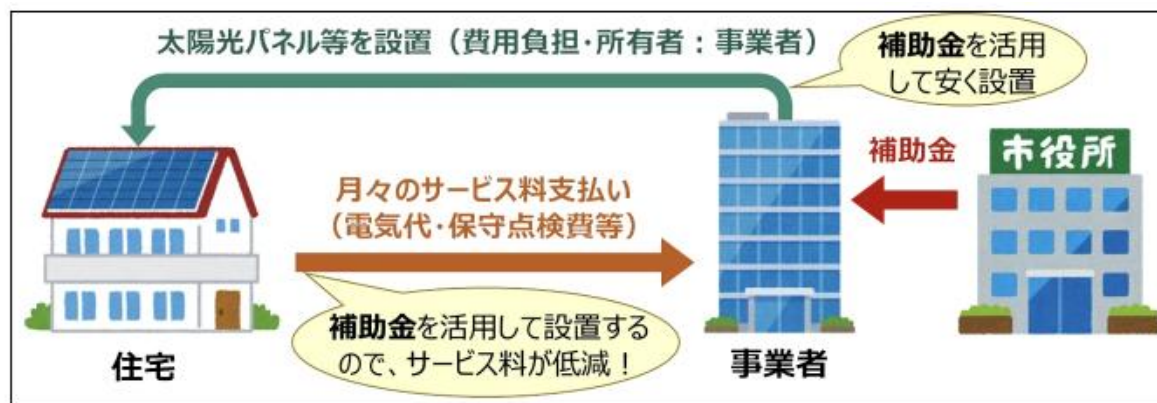 太陽光パネル等を設置（費用負担・所有者：事業者）
補助金を活用
して安く設置
補助金
市役所
月々のサービス料支払い
（電気代・保守点検費等）
補助金を活用して設置する
ので、サービス料が低減！
住宅
事業者